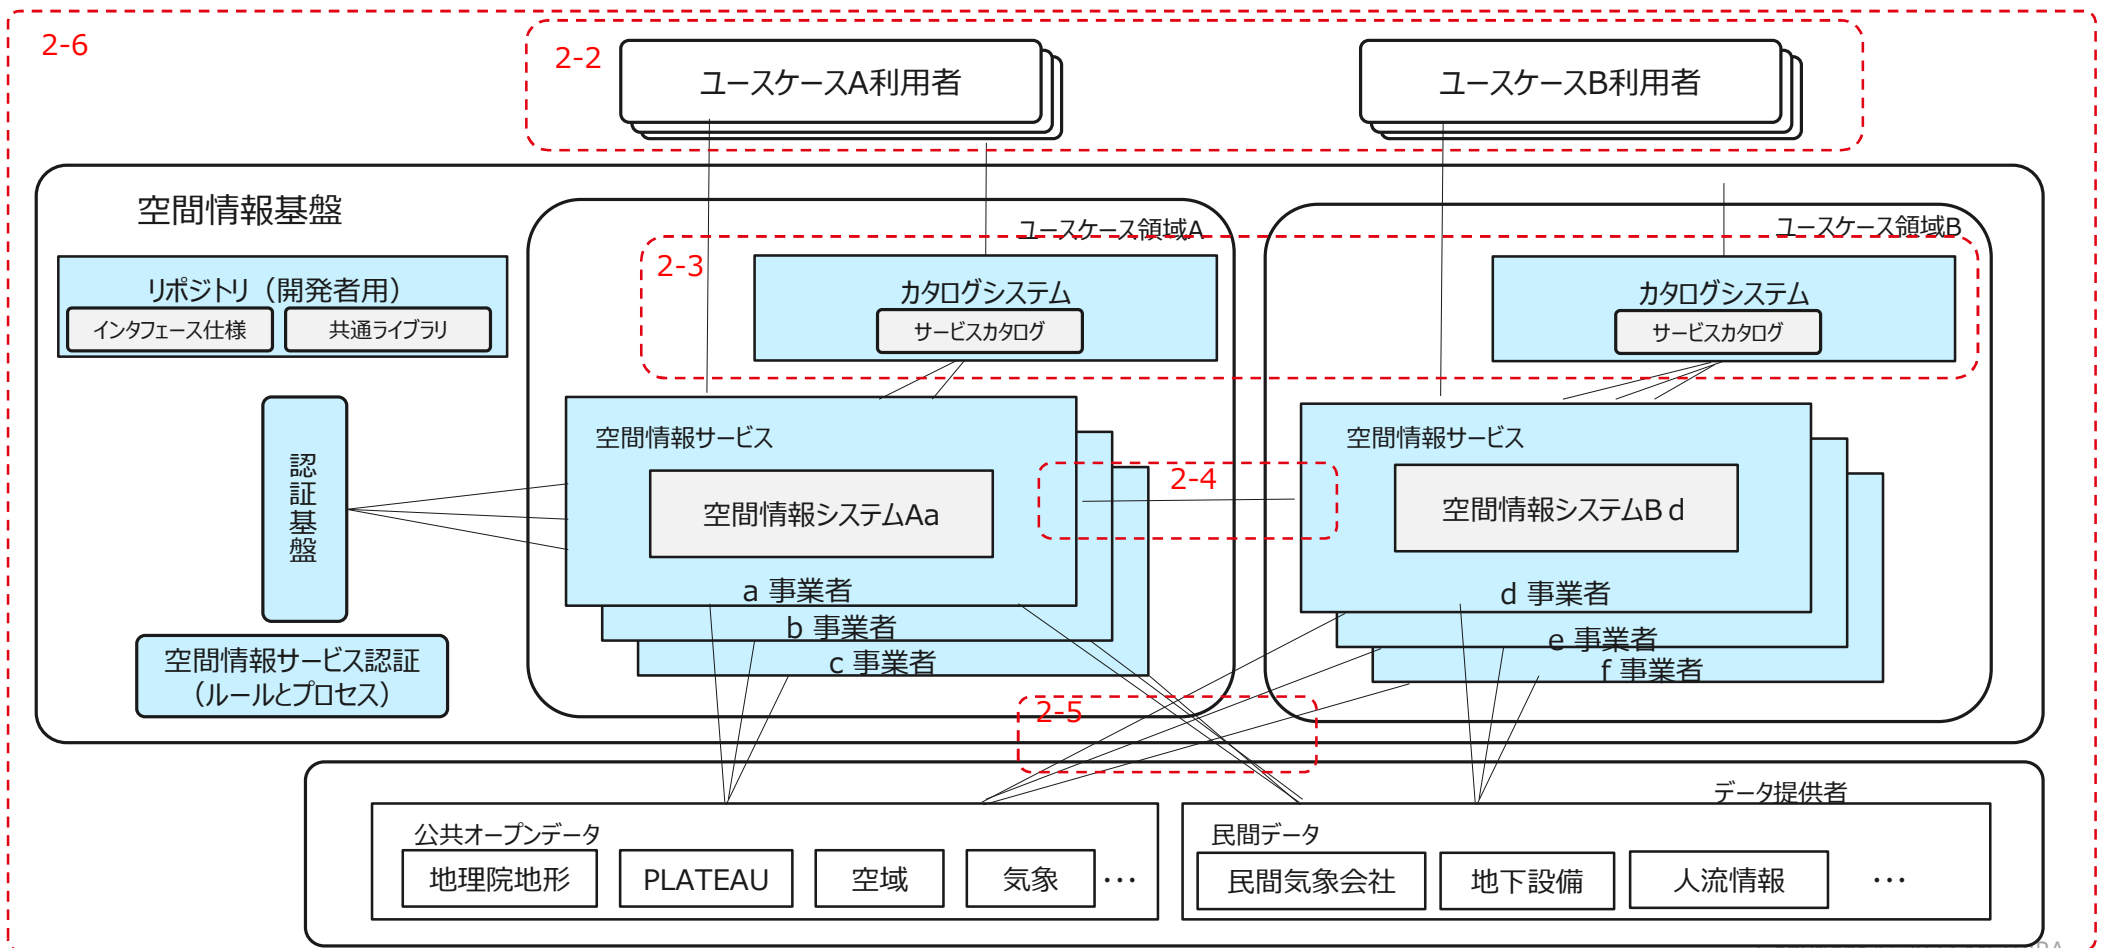 2-6
2-2
ユースケースA利用者
ユースケースB利用者
空間情報基盤
ユースケース領域A
ユースケース領域B
2-3
リポジトリ（開発者用）
インタフェース仕様
共通ライブラリ
カタログシステム
サービスカタログ
カタログシステム
サービスカタログ
認証基盤
空間情報サービス
空間情報システムAa
a 事業者
b 事業者
c 事業者
2-4
空間情報サービス
空間情報システムB d
d 事業者
e 事業者
f 事業者
空間情報サービス認証
（ルールとプロセス）
2-5
データ提供者
公共オープンデータ
地理院地形
PLATEAU
空域
気象
…
民間データ
民間気象会社
地下設備
人流情報
…